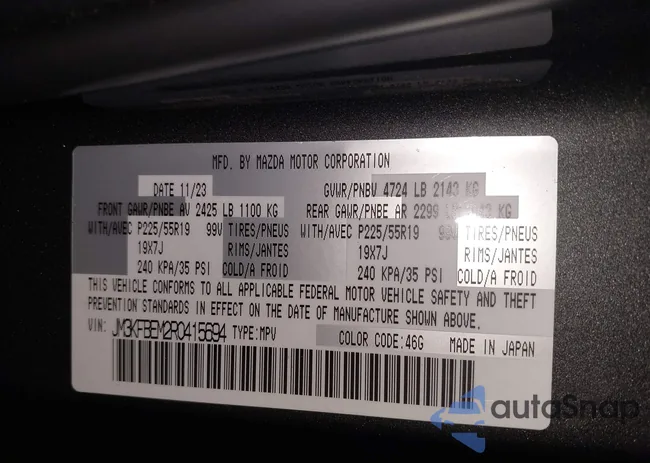 MFD. BY MAZDA MOTOR CORPORATION
DATE 11/23 GVWR/PNBV 4724 LB 2143 KG
FRONT GAWR/PNBE AV 2425 LB 1100 KG REAR GAWR/PNBE AR 2299 LB KG
WITH/AVEC P225/55R19 99V TIRES/PNEUS WITH/AVEC P225/55R19 99V TIRES/PNEUS
19X7J RIMS/JANTES 19X7J RIMS/JANTES
240 KPA/35 PSI COLD/A FROID 240 KPA/35 PSI COLD/A FROID
THIS VEHICLE CONFORMS TO ALL APPLICABLE FEDERAL MOTOR VEHICLE SAFETY AND THEFT
PREVENTION STANDARDS IN EFFECT ON THE DATE OF MANUFACTURE SHOWN ABOVE.
VIN: JM3KFBEM2R0415694 TYPE:MPV COLOR CODE:46G MADE IN JAPAN
autoSnap